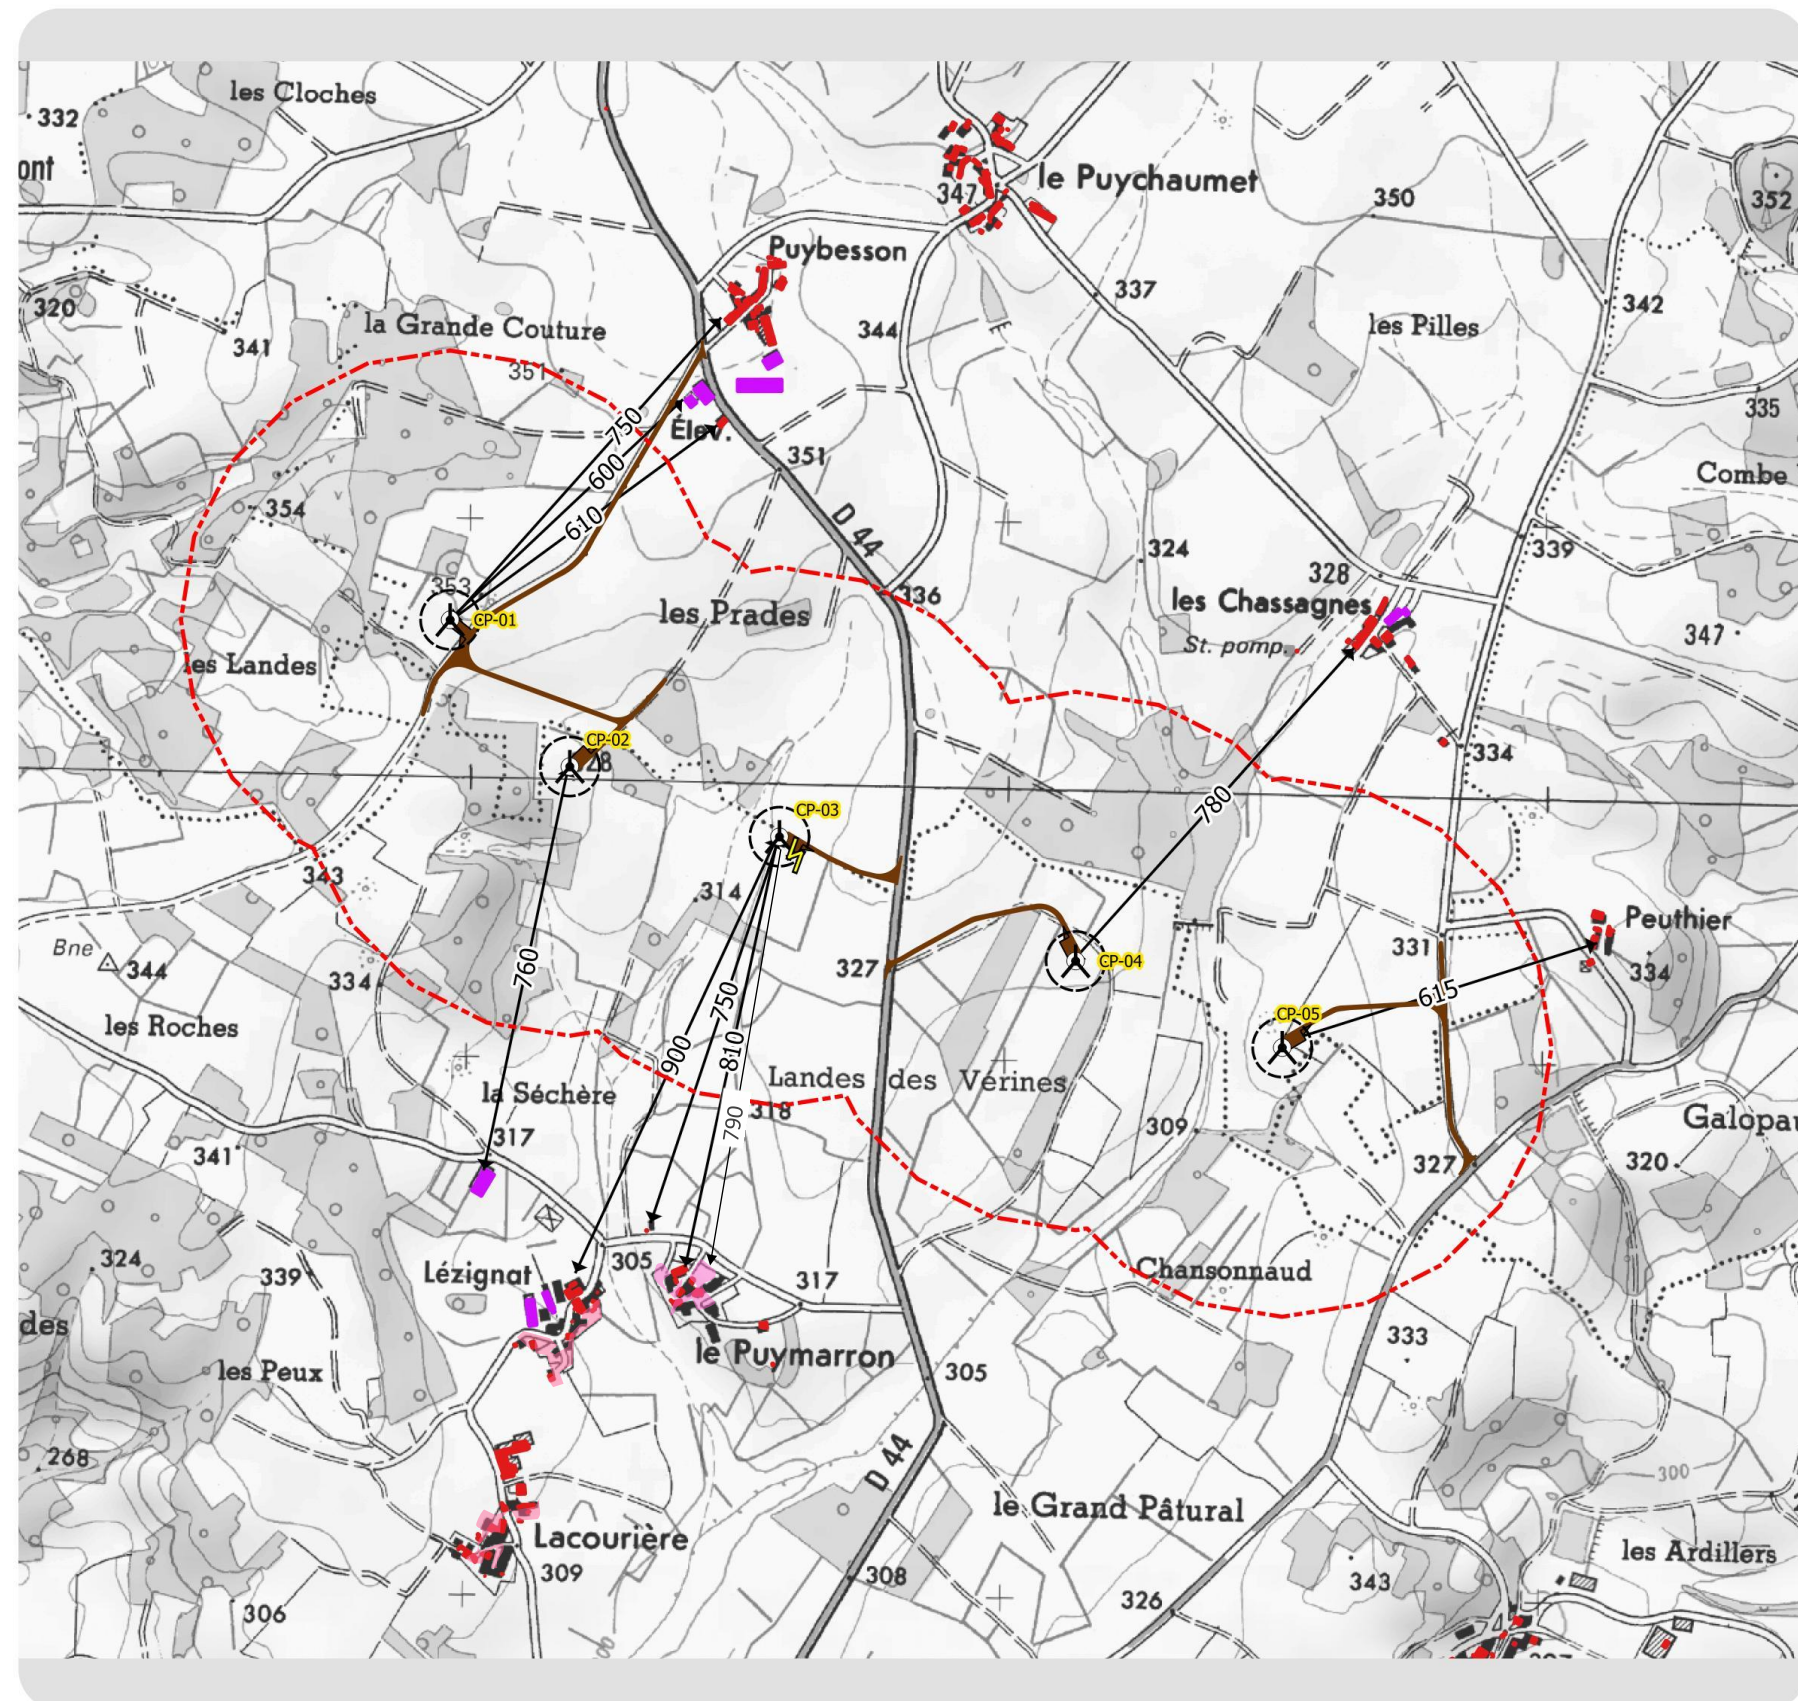 les Cloches
332
ont
le Puychaumet
347
350
352
Puybesson
337
320
341
la Grande Couture
351
344
les Pilles
342
335
750
Élev.
600
610
351
D 44
354
Combe
339
324
328
353
CP-01
les Prades
336
les Chassagnes
St. pomp.
347
les Landes
CP-02
28
334
780
CP-03
343
314
Bne
344
334
760
327
CP-04
331
Peuthier
334
615
CP-05
les Roches
900
750
810
790
la Séchère
Landes des Vérines
318
317
341
309
Galopau
327
320
324
339
Lézignat
305
317
Chansonnaud
des
les Peux
le Puymarron
305
333
268
D 44
300
le Grand Pâtural
Lacourière
309
308
les Ardillers
343
306
326